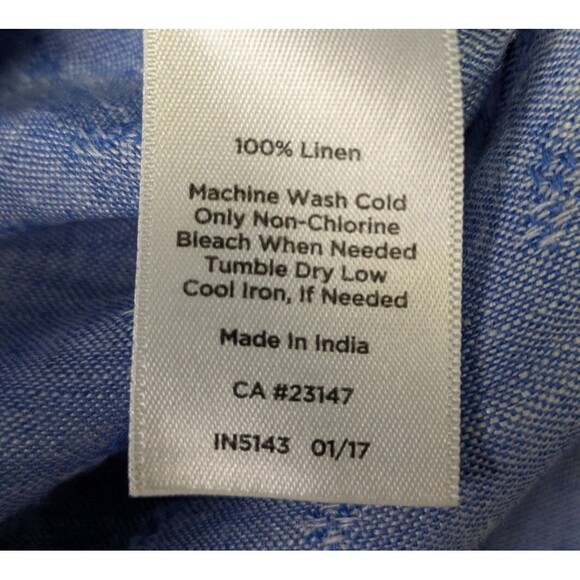 100% Linen
Machine Wash Cold
Only Non-Chlorine
Bleach When Needed
Tumble Dry Low
Cool Iron, If Needed
Made In India
CA #23147
IN5143 01/17